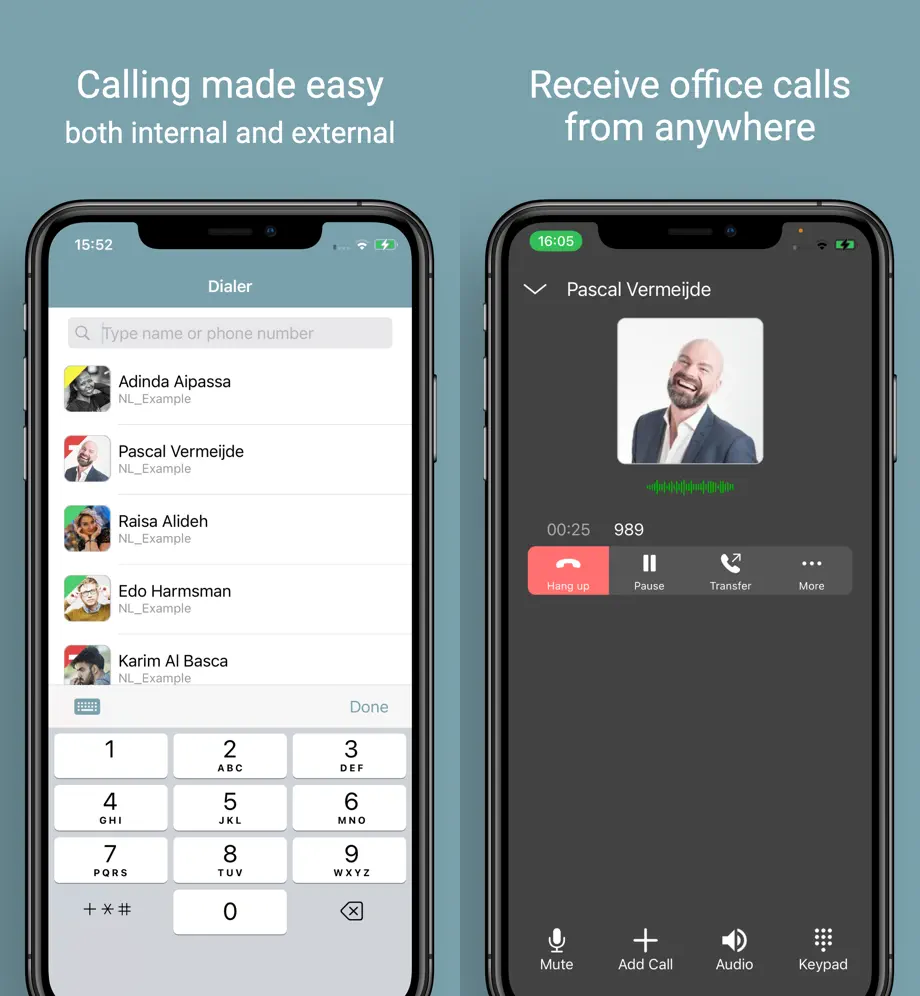 Calling made easy
both internal and external
15:52
Dialer
Type name or phone number
Adinda Aipassa
NL_Example
Pascal Vermeijde
NL_Example
Raisa Alideh
NL_Example
Edo Harmsman
NL_Example
Karim Al Basca
NL_Example
Done
1
2
ABC
3
DEF
4
GHI
5
JKL
6
MNO
7
PQRS
8
TUV
9
WXYZ
+*#
0
Receive office calls
from anywhere
16:05
Pascal Vermeijde
00:25 989
Hang up Pause Transfer More
Mute Add Call Audio Keypad